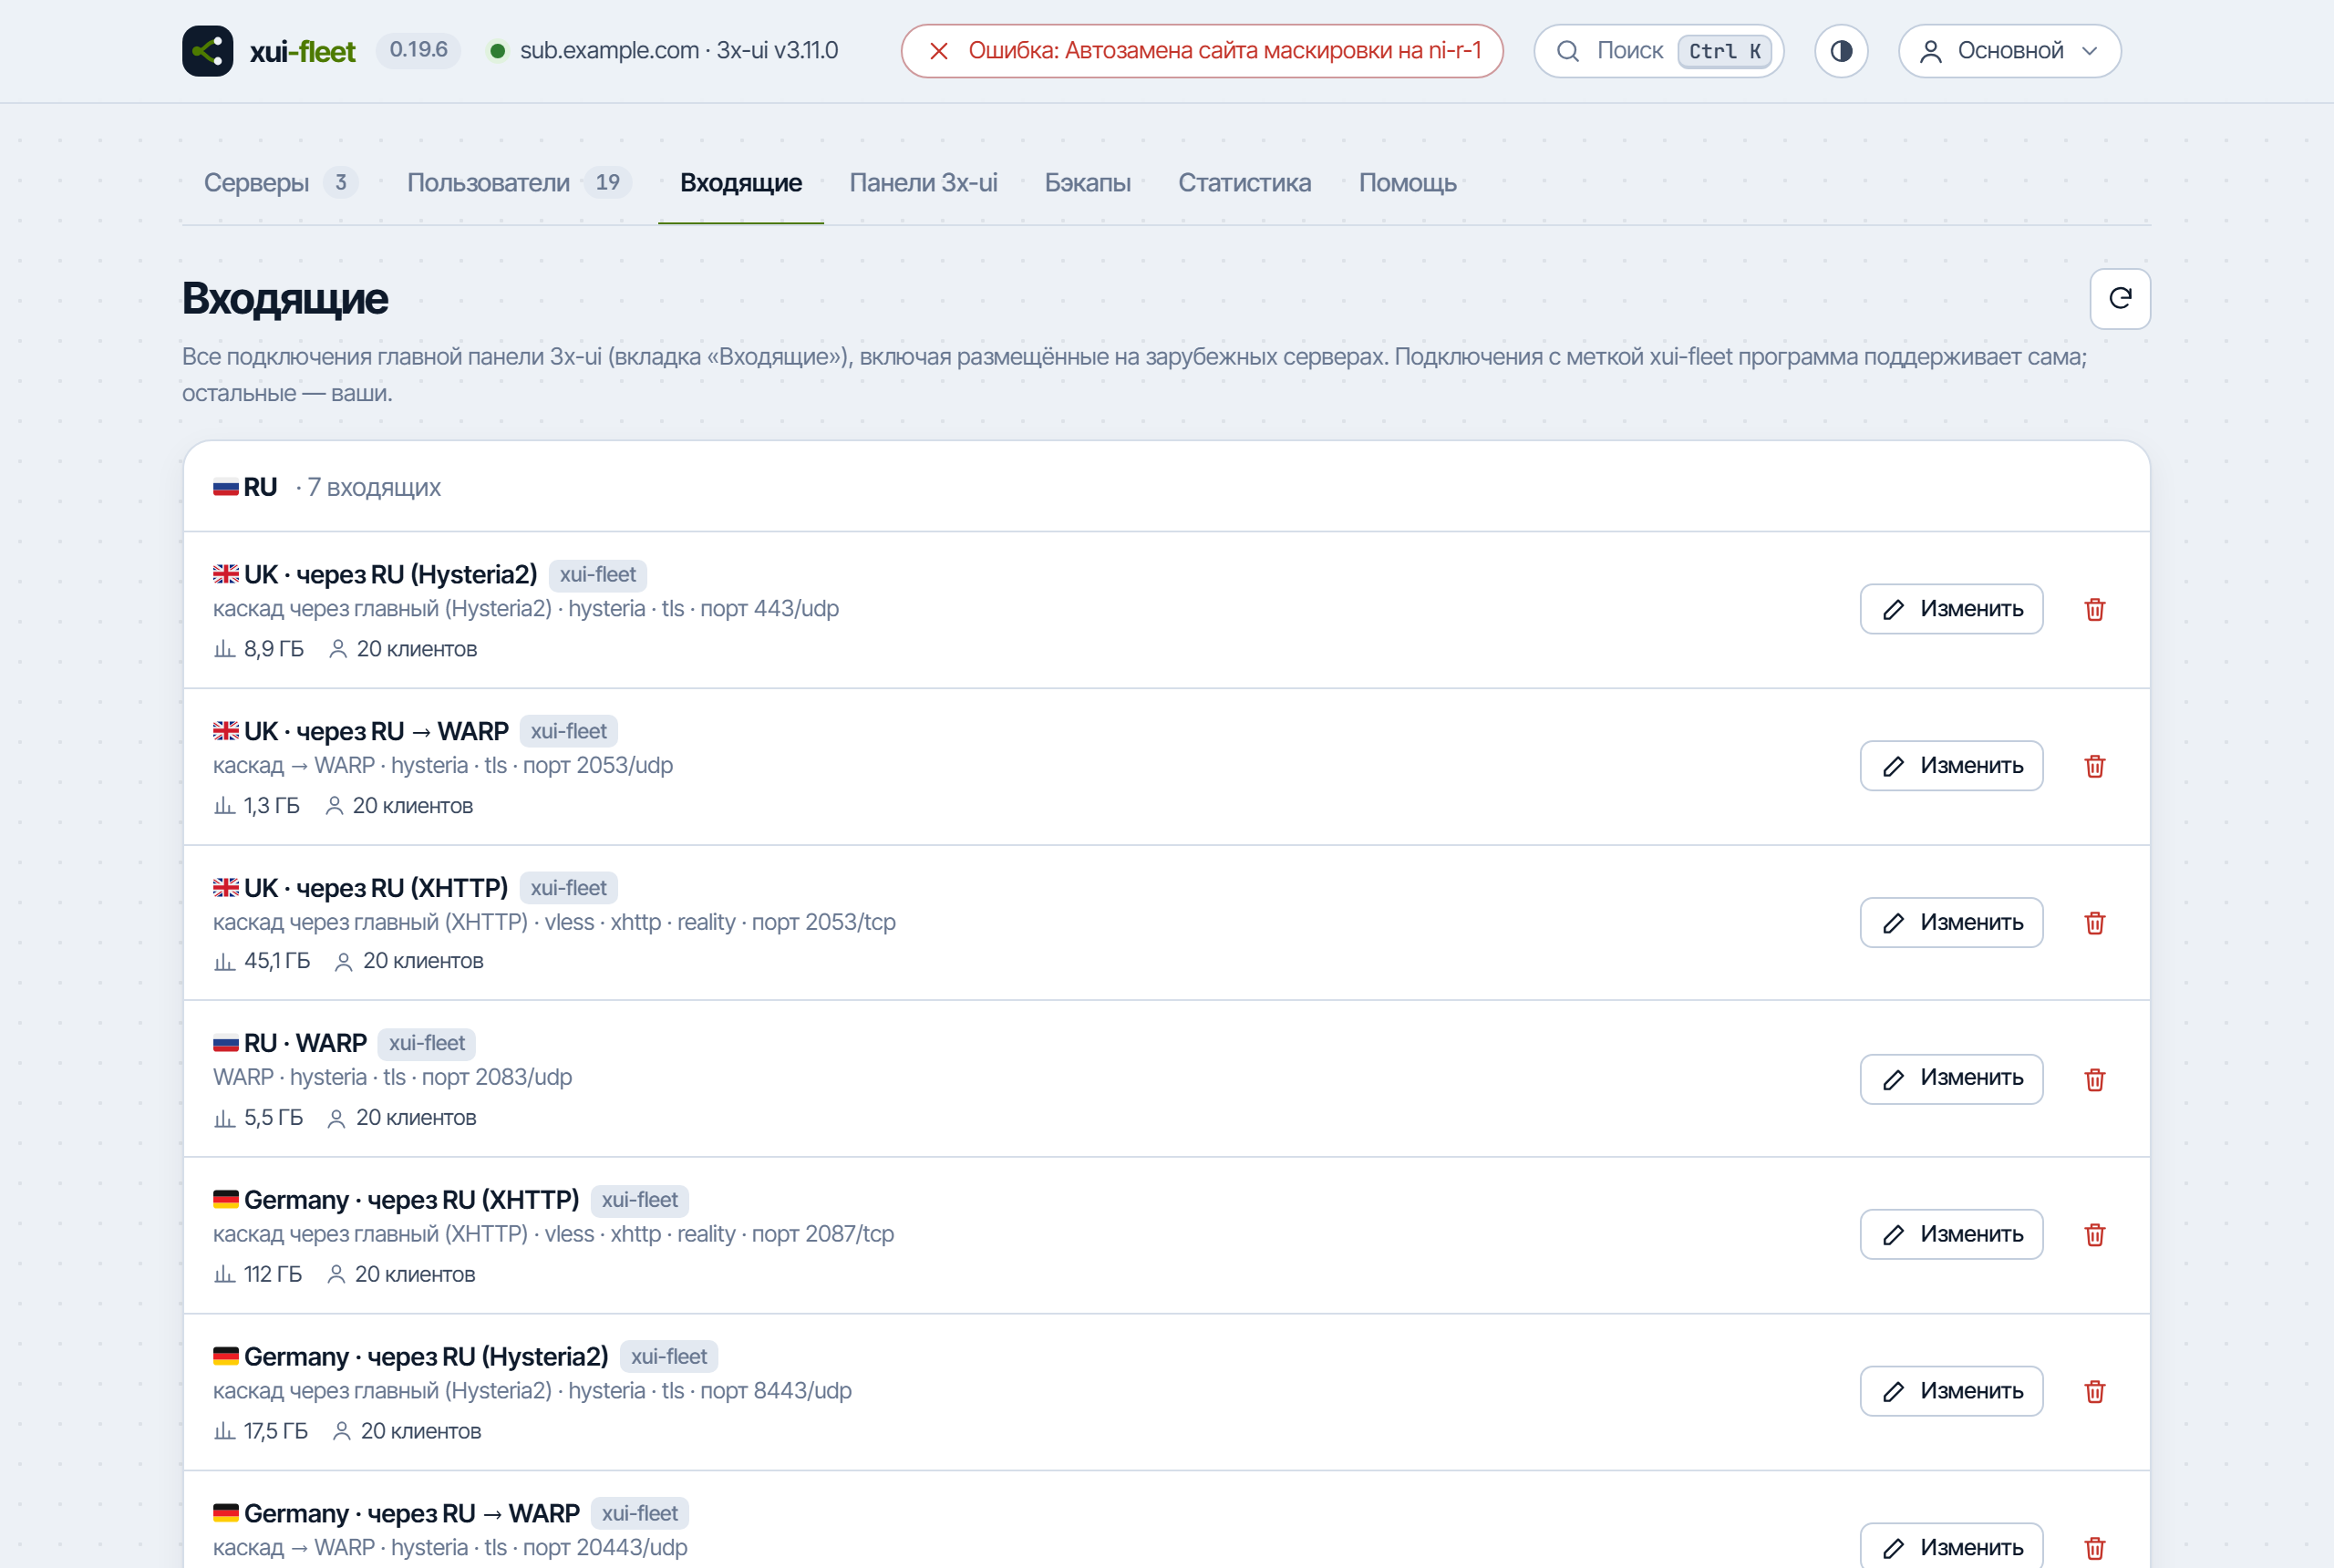 xui-fleet 0.19.6 sub.example.com · 3x-ui v3.11.0 Ошибка: Автозамена сайта маскировки на ni-r-1 Поиск Ctrl K Основной
Серверы 3 Пользователи 19 Входящие Панели 3x-ui Бэкапы Статистика Помощь
Входящие
Все подключения главной панели 3x-ui (вкладка «Входящие»), включая размещённые на зарубежных серверах. Подключения с меткой xui-fleet программа поддерживает сама;
остальные — ваши.
RU · 7 входящих
UK · через RU (Hysteria2) xui-fleet
каскад через главный (Hysteria2) · hysteria · tls · порт 443/udp
Изменить
8,9 ГБ 20 клиентов
UK · через RU → WARP xui-fleet
каскад → WARP · hysteria · tls · порт 2053/udp
Изменить
1,3 ГБ 20 клиентов
UK · через RU (XHTTP) xui-fleet
каскад через главный (XHTTP) · vless · xhttp · reality · порт 2053/tcp
Изменить
45,1 ГБ 20 клиентов
RU · WARP xui-fleet
WARP · hysteria · tls · порт 2083/udp
Изменить
5,5 ГБ 20 клиентов
Germany · через RU (XHTTP) xui-fleet
каскад через главный (XHTTP) · vless · xhttp · reality · порт 2087/tcp
Изменить
112 ГБ 20 клиентов
Germany · через RU (Hysteria2) xui-fleet
каскад через главный (Hysteria2) · hysteria · tls · порт 8443/udp
Изменить
17,5 ГБ 20 клиентов
Germany · через RU → WARP xui-fleet
каскад → WARP · hysteria · tls · порт 20443/udp
Изменить